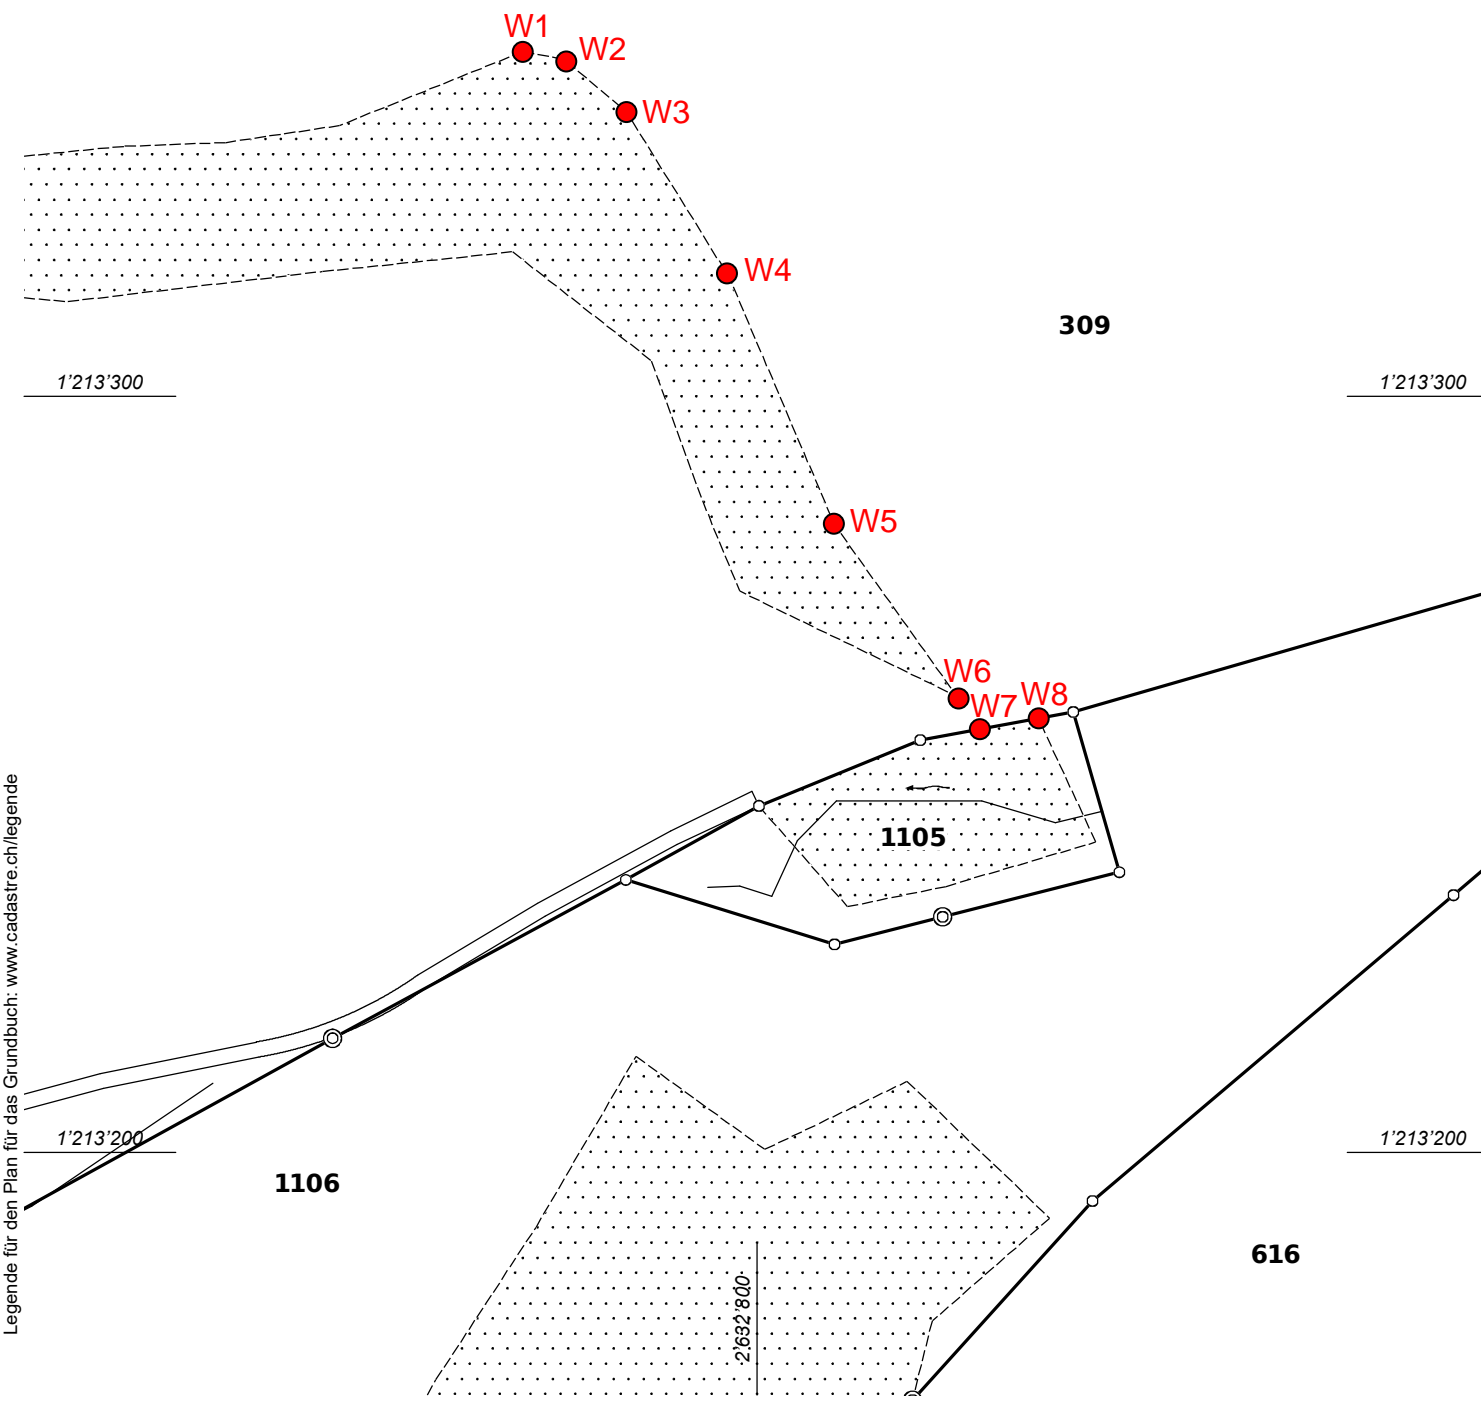 W1
W2
W3
W4
309
1'213'300
1'213'300
W5
W6
W7
W8
1105
Legende für den Plan für das Grundbuch: www.cadastre.ch/legende
1'213'200
1'213'200
1106
616
2'632'800